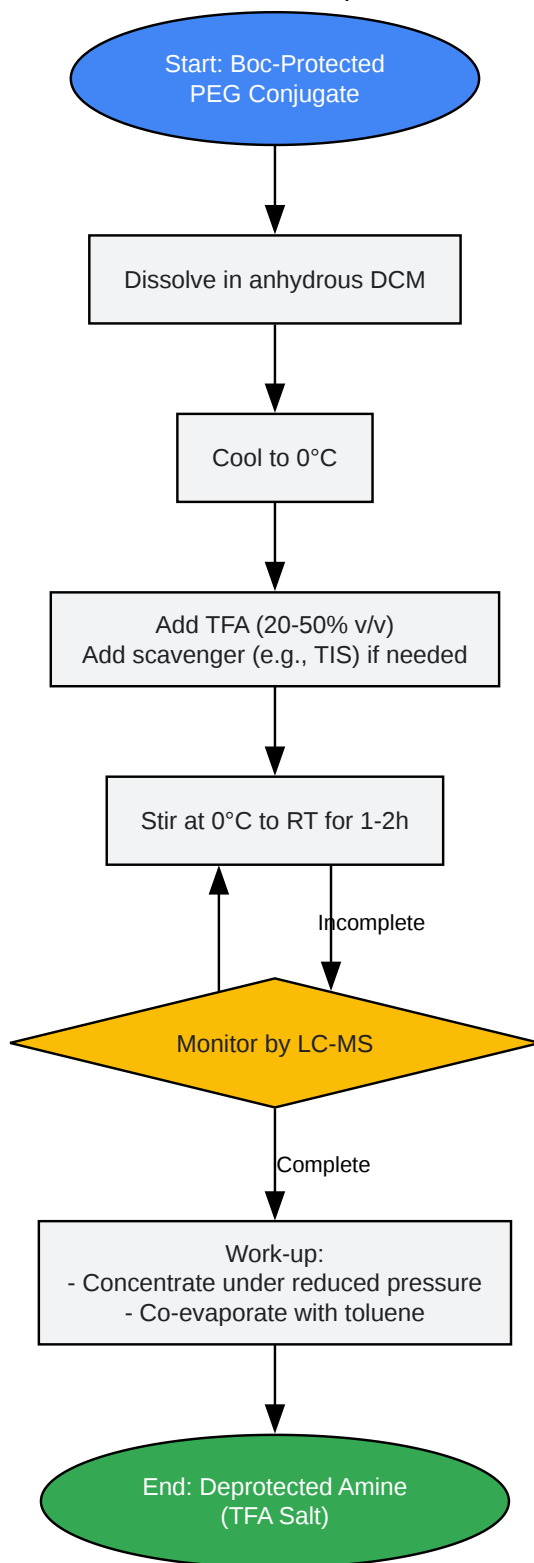 Start: Boc-Protected
PEG Conjugate
Dissolve in anhydrous DCM
Cool to 0°C
Add TFA (20-50% v/v)
Add scavenger (e.g., TIS) if needed
Stir at 0°C to RT for 1-2h
Incomplete
Monitor by LC-MS
Complete
Work-up:
- Concentrate under reduced pressure
- Co-evaporate with toluene
End: Deprotected Amine
(TFA Salt)